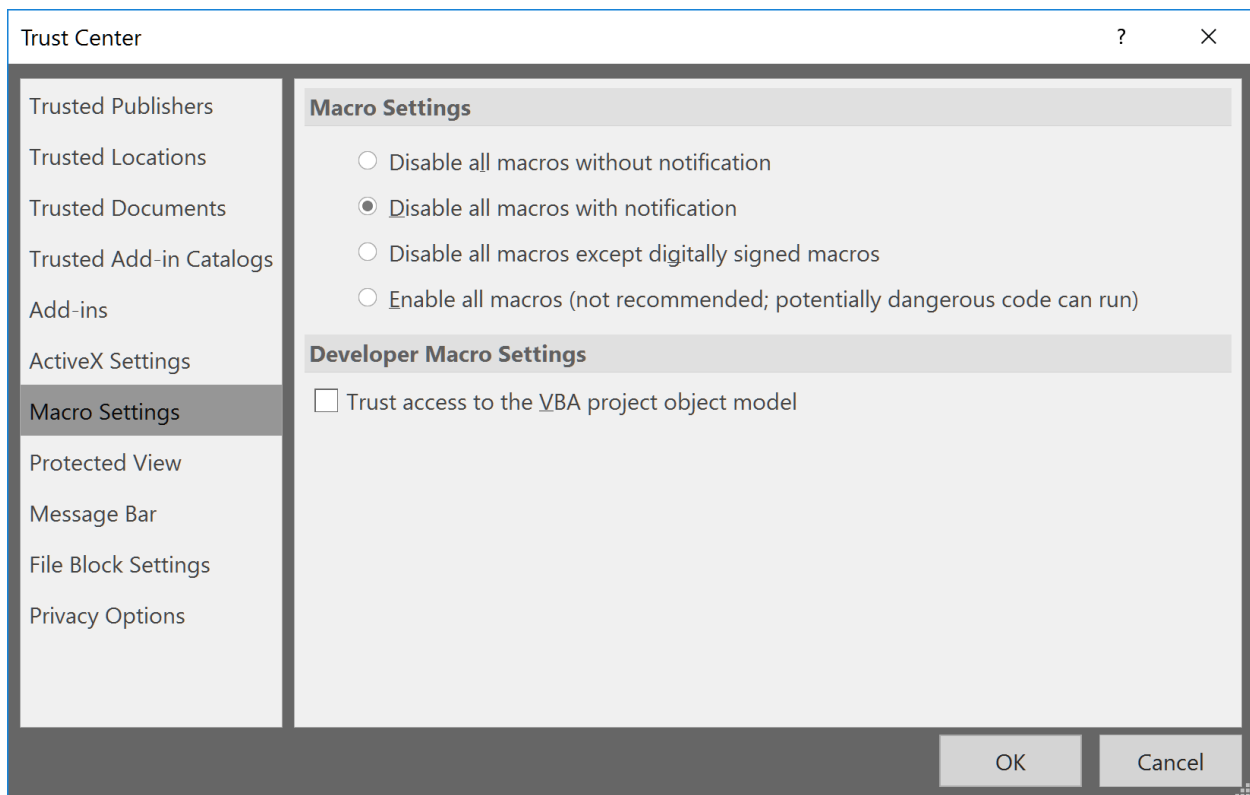 Trust Center
?
Trusted Publishers
Trusted Locations
Trusted Documents
Trusted Add-in Catalogs
Add-ins
ActiveX Settings
Macro Settings
Protected View
Message Bar
File Block Settings
Privacy Options
Macro Settings
Disable all macros without notification
Disable all macros with notification
Disable all macros except digitally signed macros
Enable all macros (not recommended; potentially dangerous code can run)
Developer Macro Settings
Trust access to the VBA project object model
OK
Cancel